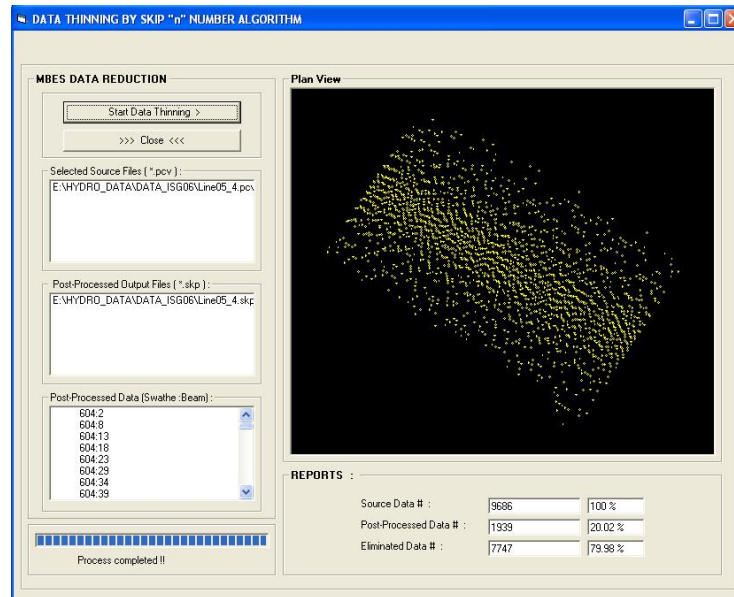 DATA THINNING BY SKIP "n" NUMBER ALGORITHM
MBES DATA REDUCTION
Start Data Thinning >
>>> Close <<<
Selected Source Files ( *.pcv ) :
E:\HYDRO_DATA\DATA_ISG06\Line05_4.pcv
Post-Processed Output Files ( *.skp ) :
E:\HYDRO_DATA\DATA_ISG06\Line05_4.skp
Post-Processed Data (Swathe :Beam) :
604:2
604:8
604:13
604:18
604:23
604:29
604:34
604:39
Process completed !!
Plan View
REPORTS :
Source Data # : 9686 100 %
Post-Processed Data # : 1939 20.02 %
Eliminated Data # : 7747 79.98 %